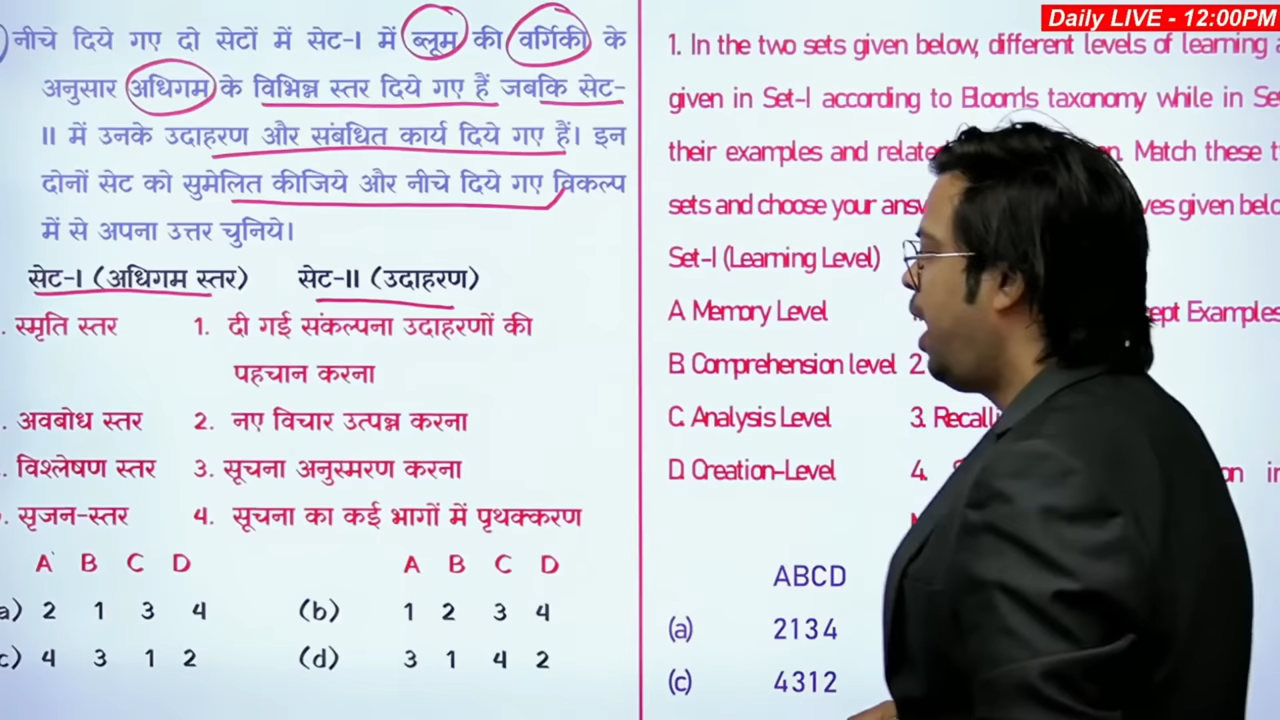 Daily LIVE - 12:00PM
नीचे दिये गए दो सेटों में सेट-I में ब्लूम की वर्गिकी के
अनुसार अधिगम के विभिन्न स्तर दिये गए हैं जबकि सेट-
II में उनके उदाहरण और संबधित कार्य दिये गए हैं। इन
दोनों सेट को सुमेलित कीजिये और नीचे दिये गए विकल्प
में से अपना उत्तर चुनिये।
सेट-I (अधिगम स्तर) सेट-II (उदाहरण)
. स्मृति स्तर 1. दी गई संकल्पना उदाहरणों की
पहचान करना
. अवबोध स्तर 2. नए विचार उत्पन्न करना
. विश्लेषण स्तर 3. सूचना अनुस्मरण करना
. सृजन-स्तर 4. सूचना का कई भागों में पृथक्करण
A B C D A B C D
a) 2 1 3 4 (b) 1 2 3 4
c) 4 3 1 2 (d) 3 1 4 2
1. In the two sets given below, different levels of learning
given in Set-I according to Bloom's taxonomy while in
their examples and Match these
sets and choose your given
Set-I (Learning Level)
A Memory Level Examples
B. Comprehension level 2.
C. Analysis Level 3.
D. Creation-Level 4. in
ABCD
(a) 2134
(c) 4312